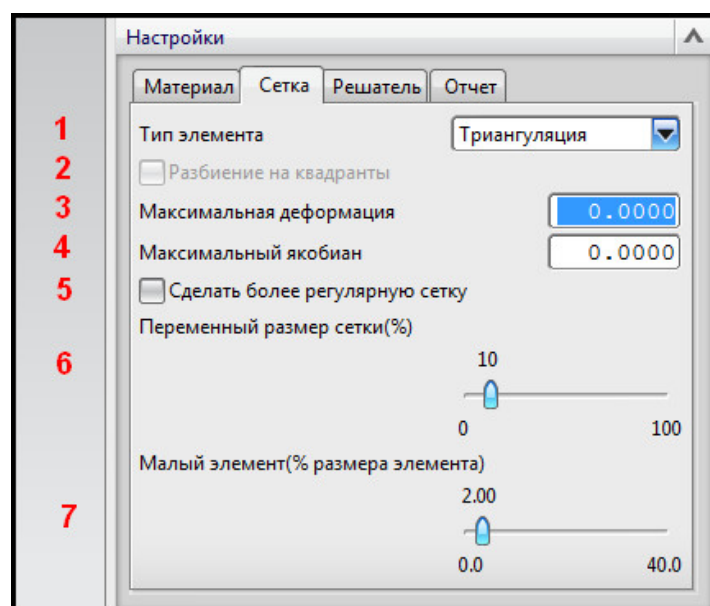 Настройки
Материал Сетка Решатель Отчет
1 Тип элемента Триангуляция
2 Разбиение на квадранты
3 Максимальная деформация 0.0000
4 Максимальный якобиан 0.0000
5 Сделать более регулярную сетку
Переменный размер сетки(%)
6 10
0 100
Малый элемент(% размера элемента)
7 2.00
0.0 40.0